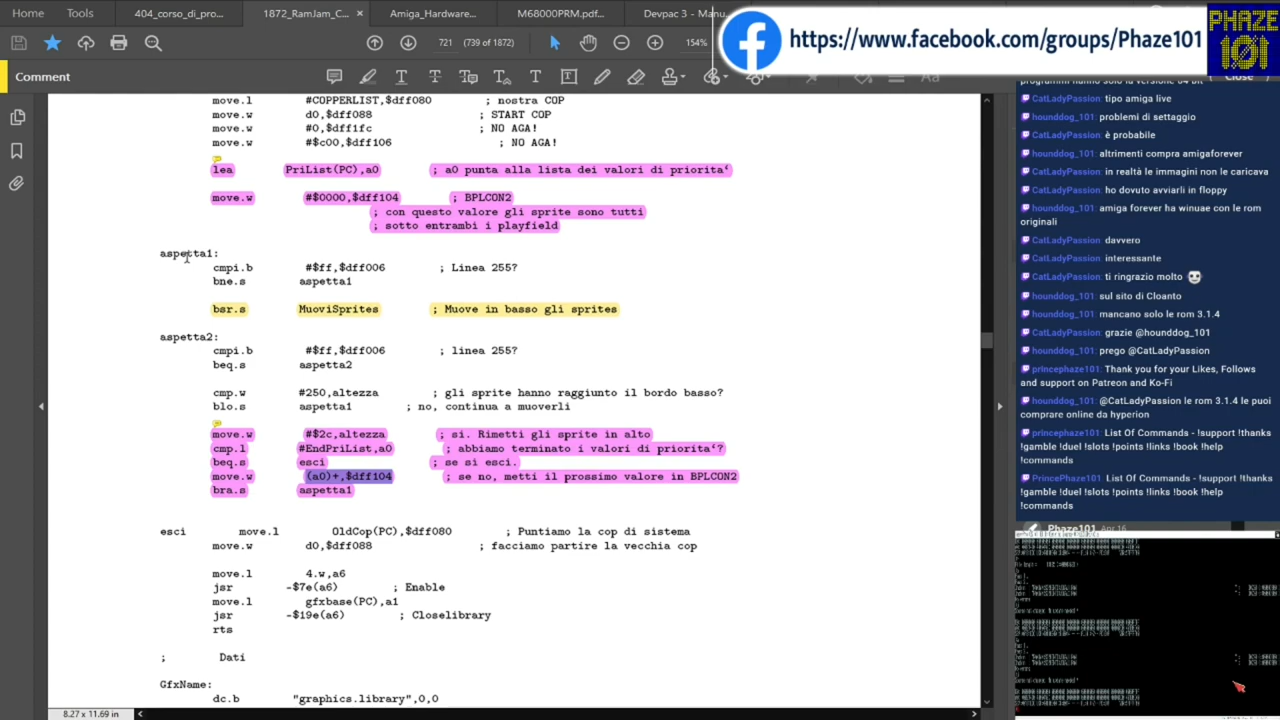 Home
Tools
404_corso_di_pro...
1872_RamJam_C...
Amiga_Hardware...
M68000PRM.pdf...
Devpac 3 - Manu...
https://www.facebook.com/groups/Phaze101
PHAZE
101
721
(739 of 1872)
154%
Comment
Close
move.l #COPPERLIST,$dff080 ; nostra COP
move.w d0,$dff088 ; START COP
move.w #0,$dff1fc ; NO AGA!
move.w #$c00,$dff106 ; NO AGA!
lea PriList(PC),a0 ; a0 punta alla lista dei valori di priorita‘
move.w #$0000,$dff104 ; BPLCON2
; con questo valore gli sprite sono tutti
; sotto entrambi i playfield
aspetta1:
cmpi.b #$ff,$dff006 ; Linea 255?
bne.s aspetta1
bsr.s MuoviSprites ; Muove in basso gli sprites
aspetta2:
cmpi.b #$ff,$dff006 ; linea 255?
beq.s aspetta2
cmp.w #250,altezza ; gli sprite hanno raggiunto il bordo basso?
blo.s aspetta1 ; no, continua a muoverli
move.w #$2c,altezza ; si. Rimetti gli sprite in alto
cmp.l #EndPriList,a0 ; abbiamo terminato i valori di priorita‘?
beq.s esci ; se si esci.
move.w (a0)+,$dff104 ; se no, metti il prossimo valore in BPLCON2
bra.s aspetta1
esci move.l OldCop(PC),$dff080 ; Puntiamo la cop di sistema
move.w d0,$dff088 ; facciamo partire la vecchia cop
move.l 4.w,a6
jsr -$7e(a6) ; Enable
move.l gfxbase(PC),a1
jsr -$19e(a6) ; Closelibrary
rts
; Dati
GfxName:
dc.b "graphics.library",0,0
8.27 x 11.69 in
programmi hanno solo la versione 64 bit
CatLadyPassion: tipo amiga live
hounddog_101: problemi di settaggio
CatLadyPassion: è probabile
hounddog_101: altrimenti compra amigaforever
CatLadyPassion: in realtà le immagini non le caricava
CatLadyPassion: ho dovuto avviarli in floppy
hounddog_101: amiga forever ha winuae con le rom
originali
CatLadyPassion: davvero
CatLadyPassion: interessante
CatLadyPassion: ti ringrazio molto
hounddog_101: sul sito di Cloanto
hounddog_101: mancano solo le rom 3.1.4
CatLadyPassion: grazie @hounddog_101
hounddog_101: prego @CatLadyPassion
princephaze101: Thank you for your Likes, Follows
and support on Patreon and Ko-Fi
hounddog_101: @CatLadyPassion le rom 3.1.4 le puoi
comprare online da hyperion
princephaze101: List Of Commands - !support !thanks
!gamble !duel !slots !points !links !book !help
!commands
PrincePhaze101 List Of Commands - !support !thanks
!gamble !duel !slots !points !links !book !help
!commands
Phaze101 Apr 16